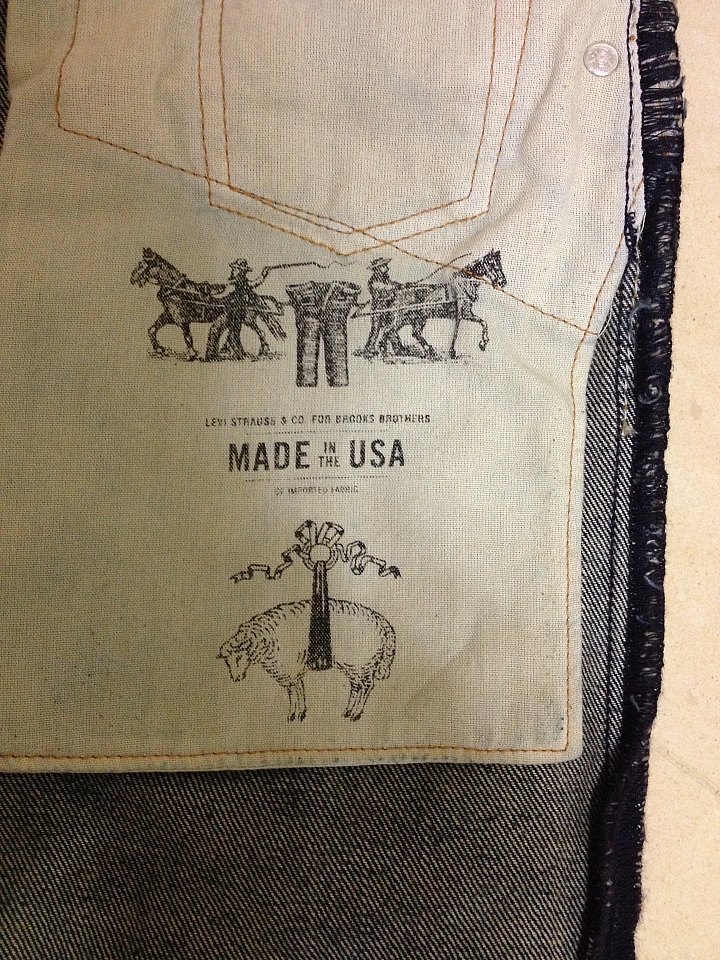 LEVI STRAUSS & CO. FOR BROOKS BROTHERS
MADE IN THE USA
OF IMPORTED FABRIC